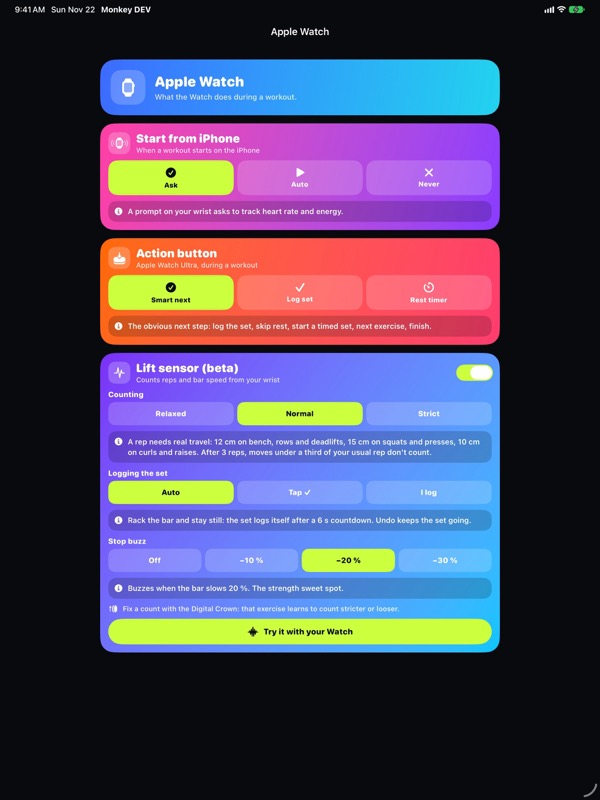 9:41 AM Sun Nov 22 Monkey DEV
Apple Watch
Apple Watch
What the Watch does during a workout.
Start from iPhone
When a workout starts on the iPhone
Ask
Auto
Never
A prompt on your wrist asks to track heart rate and energy.
Action button
Apple Watch Ultra, during a workout
Smart next
Log set
Rest timer
The obvious next step: log the set, skip rest, start a timed set, next exercise, finish.
Lift sensor (beta)
Counts reps and bar speed from your wrist
Counting
Relaxed
Normal
Strict
A rep needs real travel: 12 cm on bench, rows and deadlifts, 15 cm on squats and presses, 10 cm
on curls and raises. After 3 reps, moves under a third of your usual rep don't count.
Logging the set
Auto
Tap ✓
I log
Rack the bar and stay still: the set logs itself after a 6 s countdown. Undo keeps the set going.
Stop buzz
Off
−10 %
−20 %
−30 %
Buzzes when the bar slows 20 %. The strength sweet spot.
Fix a count with the Digital Crown: that exercise learns to count stricter or looser.
Try it with your Watch